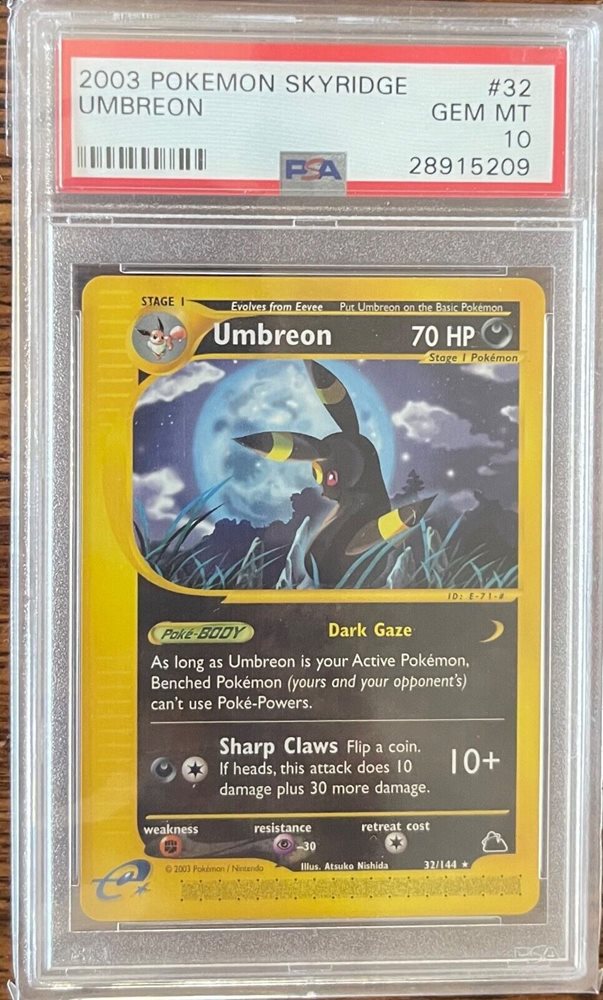 2003 POKEMON SKYRIDGE #32
UMBREON GEM MT
10
PSA 28915209
STAGE 1 Evolves from Eevee Put Umbreon on the Basic Pokémon
Umbreon 70 HP
Stage 1 Pokémon
ID: E-71-#
Poké-BODY Dark Gaze
As long as Umbreon is your Active Pokémon,
Benched Pokémon (yours and your opponent's)
can't use Poké-Powers.
Sharp Claws Flip a coin.
If heads, this attack does 10
damage plus 30 more damage.
10+
weakness resistance retreat cost
-30
© 2003 Pokémon / Nintendo Illus. Atsuko Nishida 32/144 ★
e
PSA